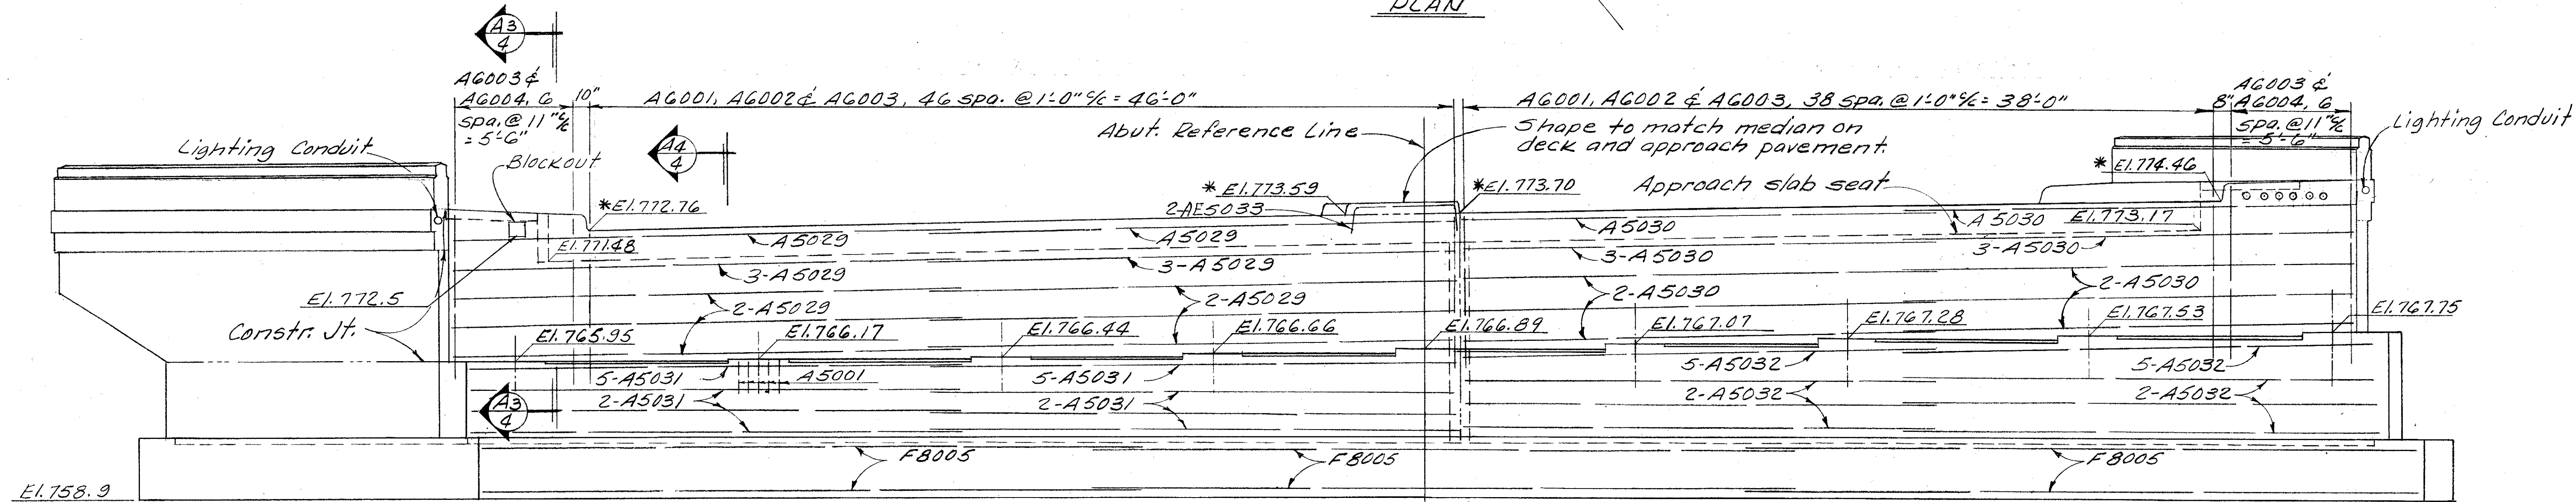 PLAN
A3
4
A6003 &
A6004, 6
spa. @ 11" c/c
= 5'-6"
10"
A6001, A6002 & A6003, 46 spa. @ 1'-0" c/c = 46'-0"
A6001, A6002 & A6003, 38 spa. @ 1'-0" c/c = 38'-0"
8"
A6003 &
A6004, 6
spa. @ 11" c/c
= 5'-6"
Lighting Conduit
Lighting Conduit
Blockout
A4
4
Abut. Reference Line
Shape to match median on
deck and approach pavement.
*El. 772.76
*El. 773.59
2-AE5033
*El. 773.70
Approach slab seat
*El. 774.46
El. 771.48
A5029
A5029
A5030
A5030
El. 773.17
3-A5029
3-A5029
3-A5030
3-A5030
El. 772.5
2-A5029
2-A5029
2-A5030
2-A5030
Constr. Jt.
El. 765.95
El. 766.17
El. 766.44
El. 766.66
El. 766.89
El. 767.07
El. 767.28
El. 767.53
El. 767.75
5-A5031
A5001
5-A5031
5-A5032
5-A5032
2-A5031
2-A5031
2-A5032
2-A5032
A3
4
F8005
F8005
F8005
El. 758.9